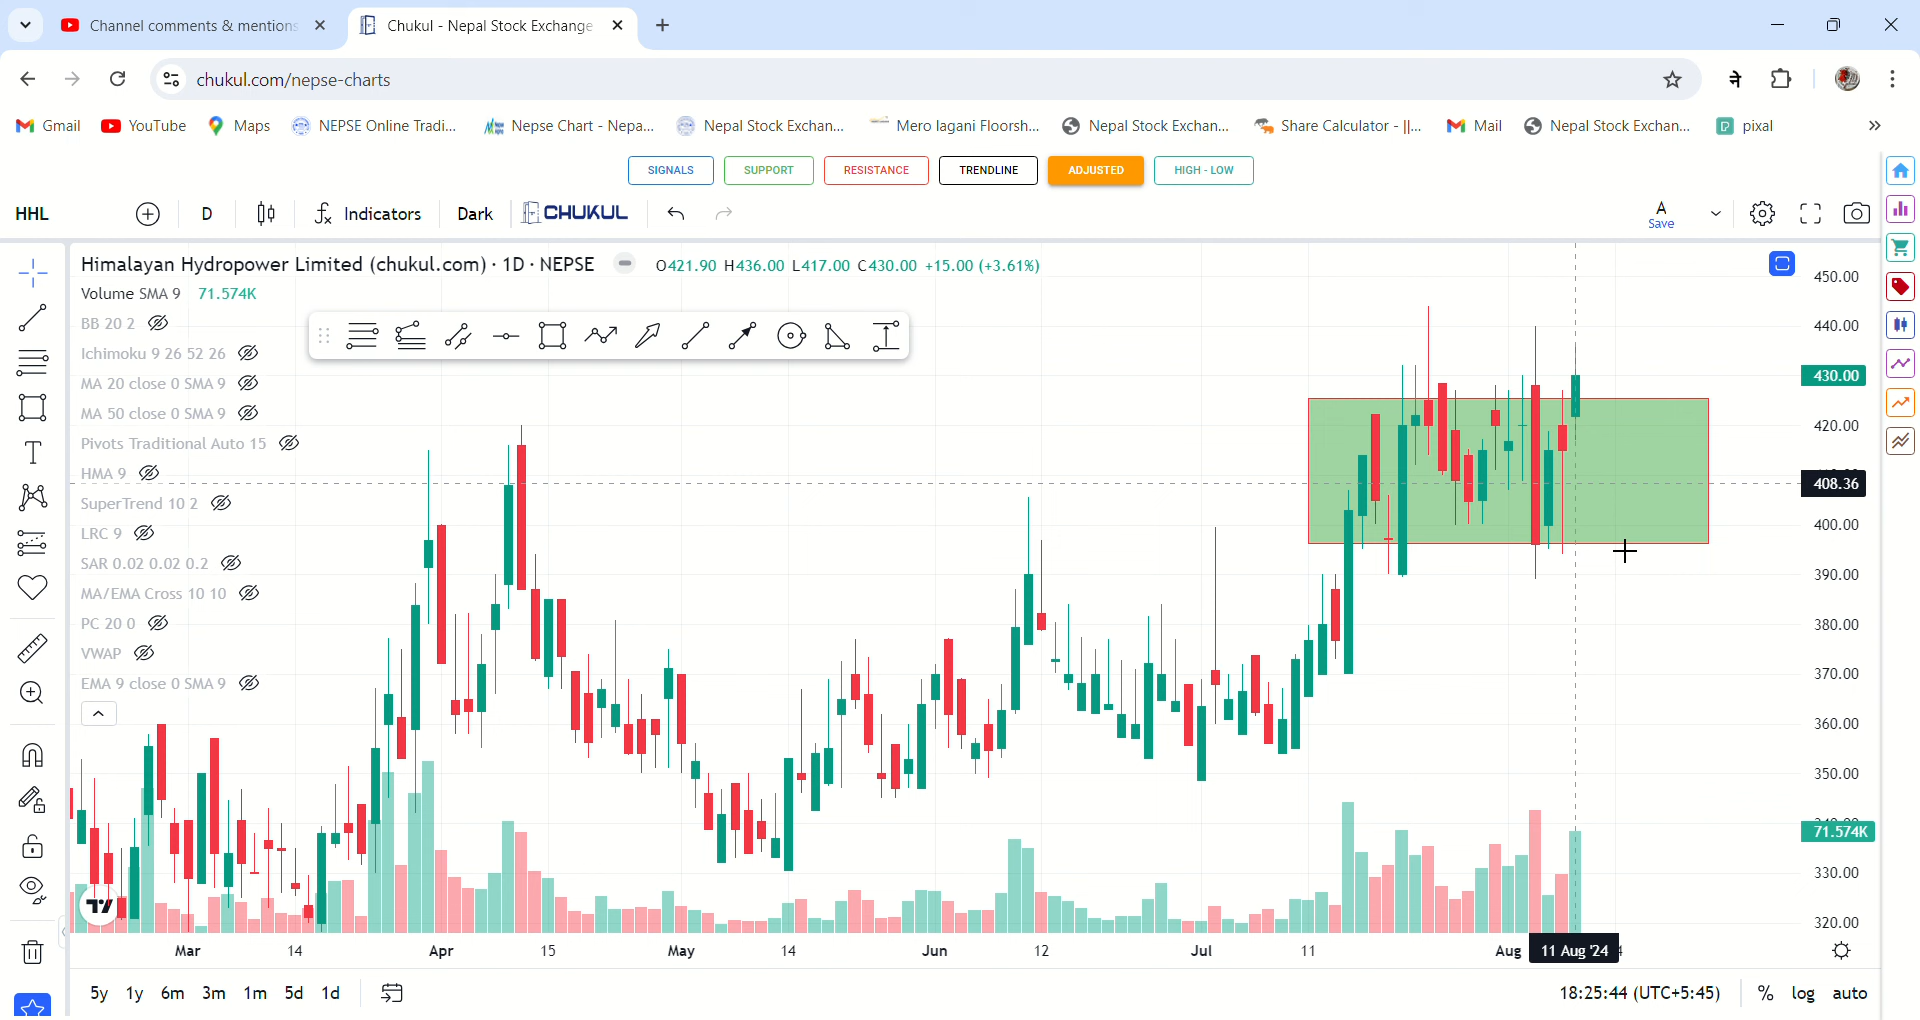 Channel comments & mentions
Chukul - Nepal Stock Exchange
chukul.com/nepse-charts
ने
Gmail YouTube Maps NEPSE Online Tradi... Nepse Chart - Nepa... Nepal Stock Exchan... Mero lagani Floorsh... Nepal Stock Exchan... Share Calculator - ||... Mail Nepal Stock Exchan... pixal
SIGNALS SUPPORT RESISTANCE TRENDLINE ADJUSTED HIGH - LOW
HHL D Indicators Dark CHUKUL A Save
Himalayan Hydropower Limited (chukul.com) · 1D · NEPSE O421.90 H436.00 L417.00 C430.00 +15.00 (+3.61%)
Volume SMA 9 71.574K
BB 20 2
Ichimoku 9 26 52 26
MA 20 close 0 SMA 9
MA 50 close 0 SMA 9
Pivots Traditional Auto 15
HMA 9
SuperTrend 10 2
LRC 9
SAR 0.02 0.02 0.2
MA/EMA Cross 10 10
PC 20 0
VWAP
EMA 9 close 0 SMA 9
450.00
440.00
430.00
420.00
408.36
400.00
390.00
380.00
370.00
360.00
350.00
71.574K
330.00
320.00
Mar 14 Apr 15 May 14 Jun 12 Jul 11 Aug 11 Aug '24
5y 1y 6m 3m 1m 5d 1d 18:25:44 (UTC+5:45) % log auto